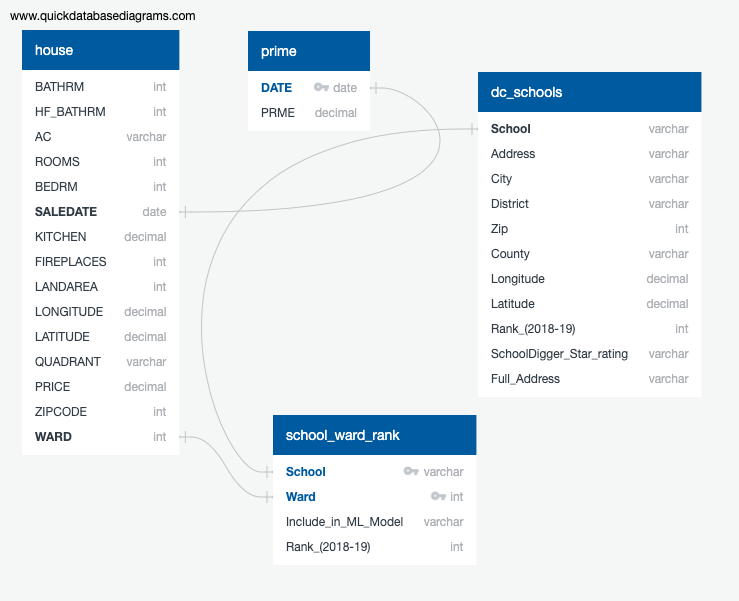 www.quickdatabasediagrams.com
house
BATHRM int
HF_BATHRM int
AC varchar
ROOMS int
BEDRM int
SALEDATE date
KITCHEN decimal
FIREPLACES int
LANDAREA int
LONGITUDE decimal
LATITUDE decimal
QUADRANT varchar
PRICE decimal
ZIPCODE int
WARD int
prime
DATE date
PRME decimal
dc_schools
School varchar
Address varchar
City varchar
District varchar
Zip int
County varchar
Longitude decimal
Latitude decimal
Rank_(2018-19) int
SchoolDigger_Star_rating varchar
Full_Address varchar
school_ward_rank
School varchar
Ward int
Include_in_ML_Model varchar
Rank_(2018-19) int